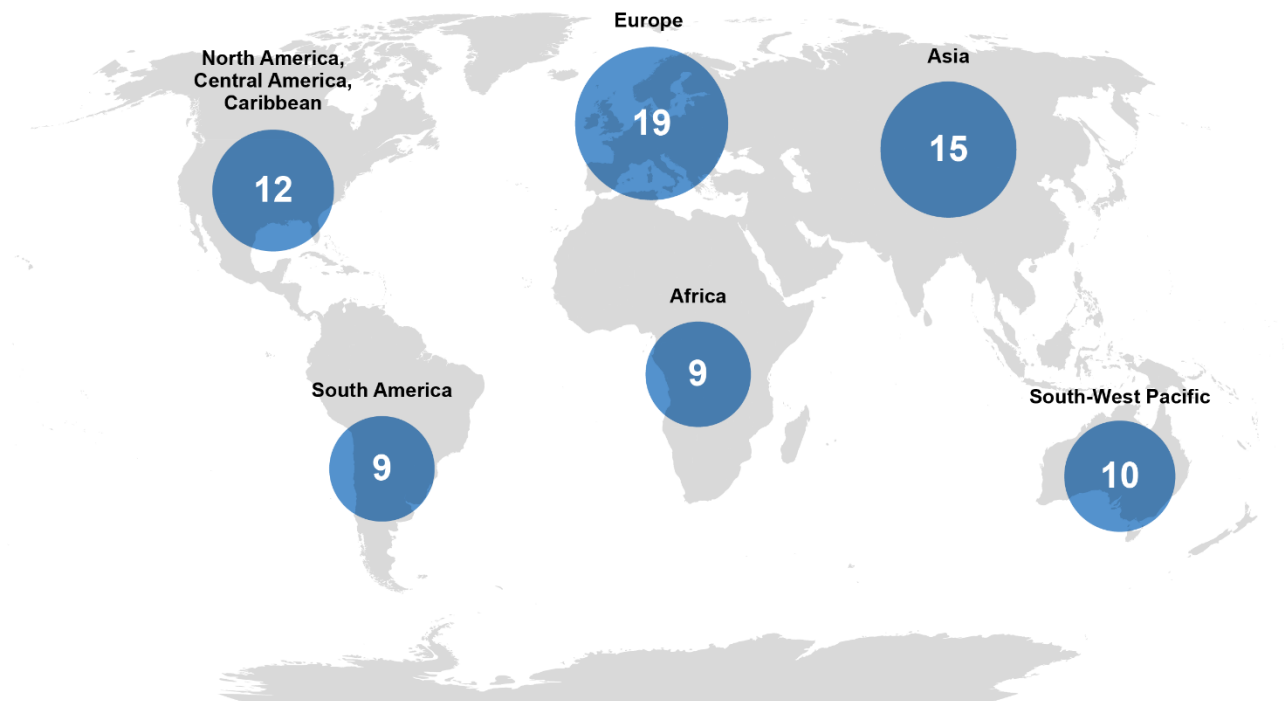 Europe
19
North America,
Central America,
Caribbean
12
Asia
15
Africa
9
South America
9
South-West Pacific
10